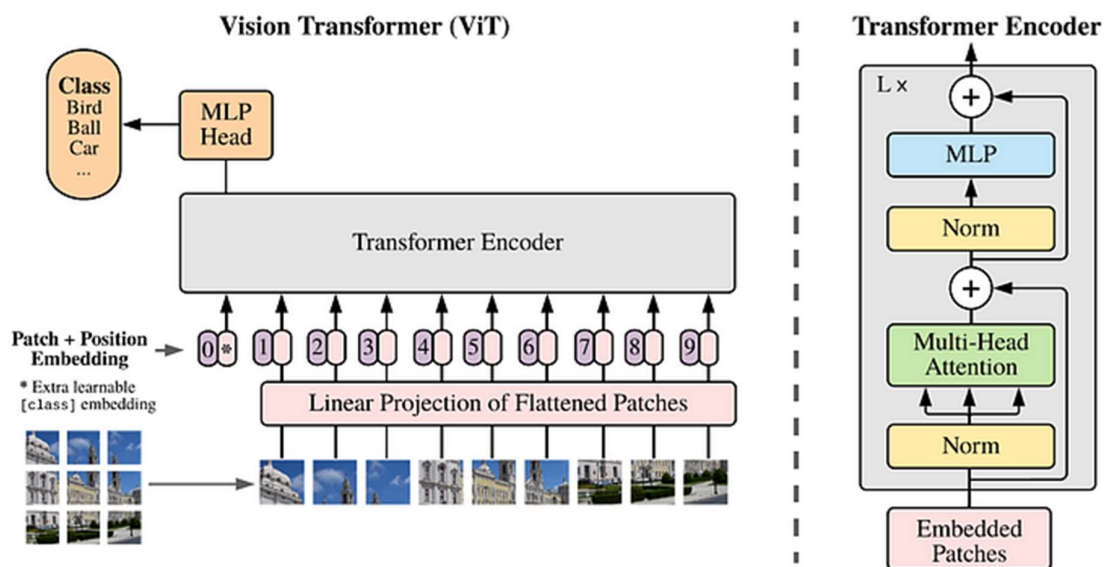 Vision Transformer (ViT)
Class
Bird
Ball
Car
...
MLP
Head
Transformer Encoder
Patch + Position
Embedding
* Extra learnable
[class] embedding
0 * 1 2 3 4 5 6 7 8 9
Linear Projection of Flattened Patches
Transformer Encoder
L x
+
MLP
Norm
+
Multi-Head
Attention
Norm
Embedded
Patches